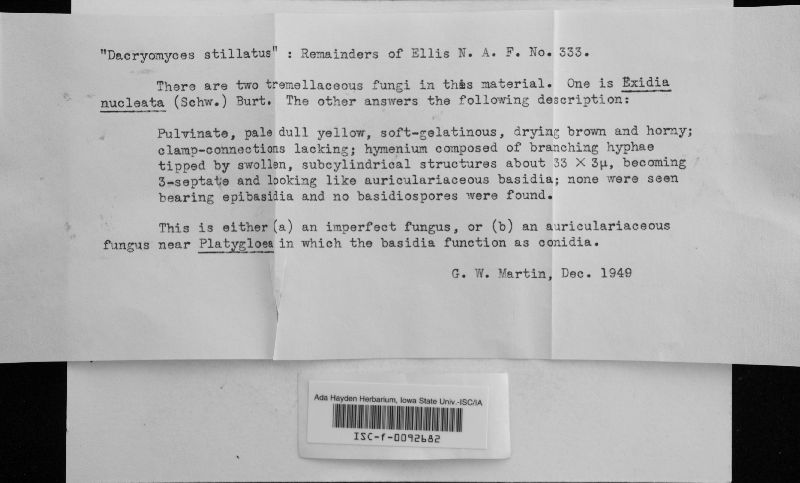 "Dacryomyces stillatus" : Remainders of Ellis N. A. F. No. 333.
There are two tremellaceous fungi in this material. One is Exidia
nucleata (Schw.) Burt. The other answers the following description:
Pulvinate, pale dull yellow, soft-gelatinous, drying brown and horny;
clamp-connections lacking; hymenium composed of branching hyphae
tipped by swollen, subcylindrical structures about 33 X 3µ, becoming
3-septate and looking like auriculariaceous basidia; none were seen
bearing epibasidia and no basidiospores were found.
This is either (a) an imperfect fungus, or (b) an auriculariaceous
fungus near Platygloea in which the basidia function as conidia.
G. W. Martin, Dec. 1949
Ada Hayden Herbarium, Iowa State Univ.-ISC/IA
ISC-f-0092682